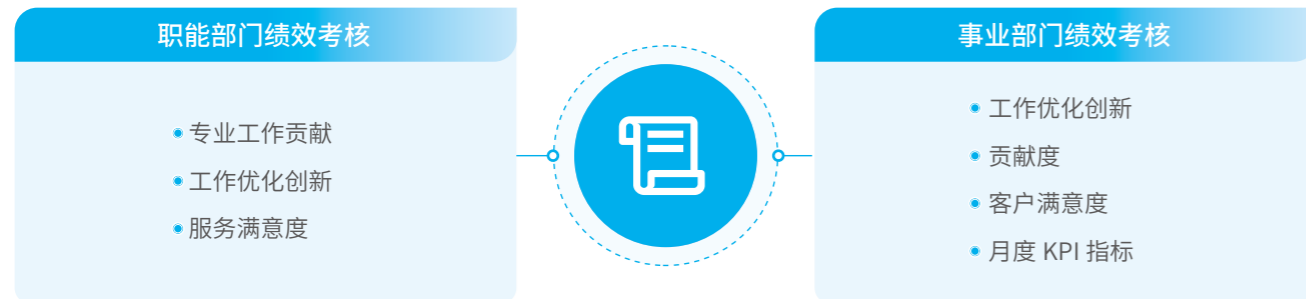 职能部门绩效考核
专业工作贡献
工作优化创新
服务满意度
事业部门绩效考核
工作优化创新
贡献度
客户满意度
月度 KPI 指标